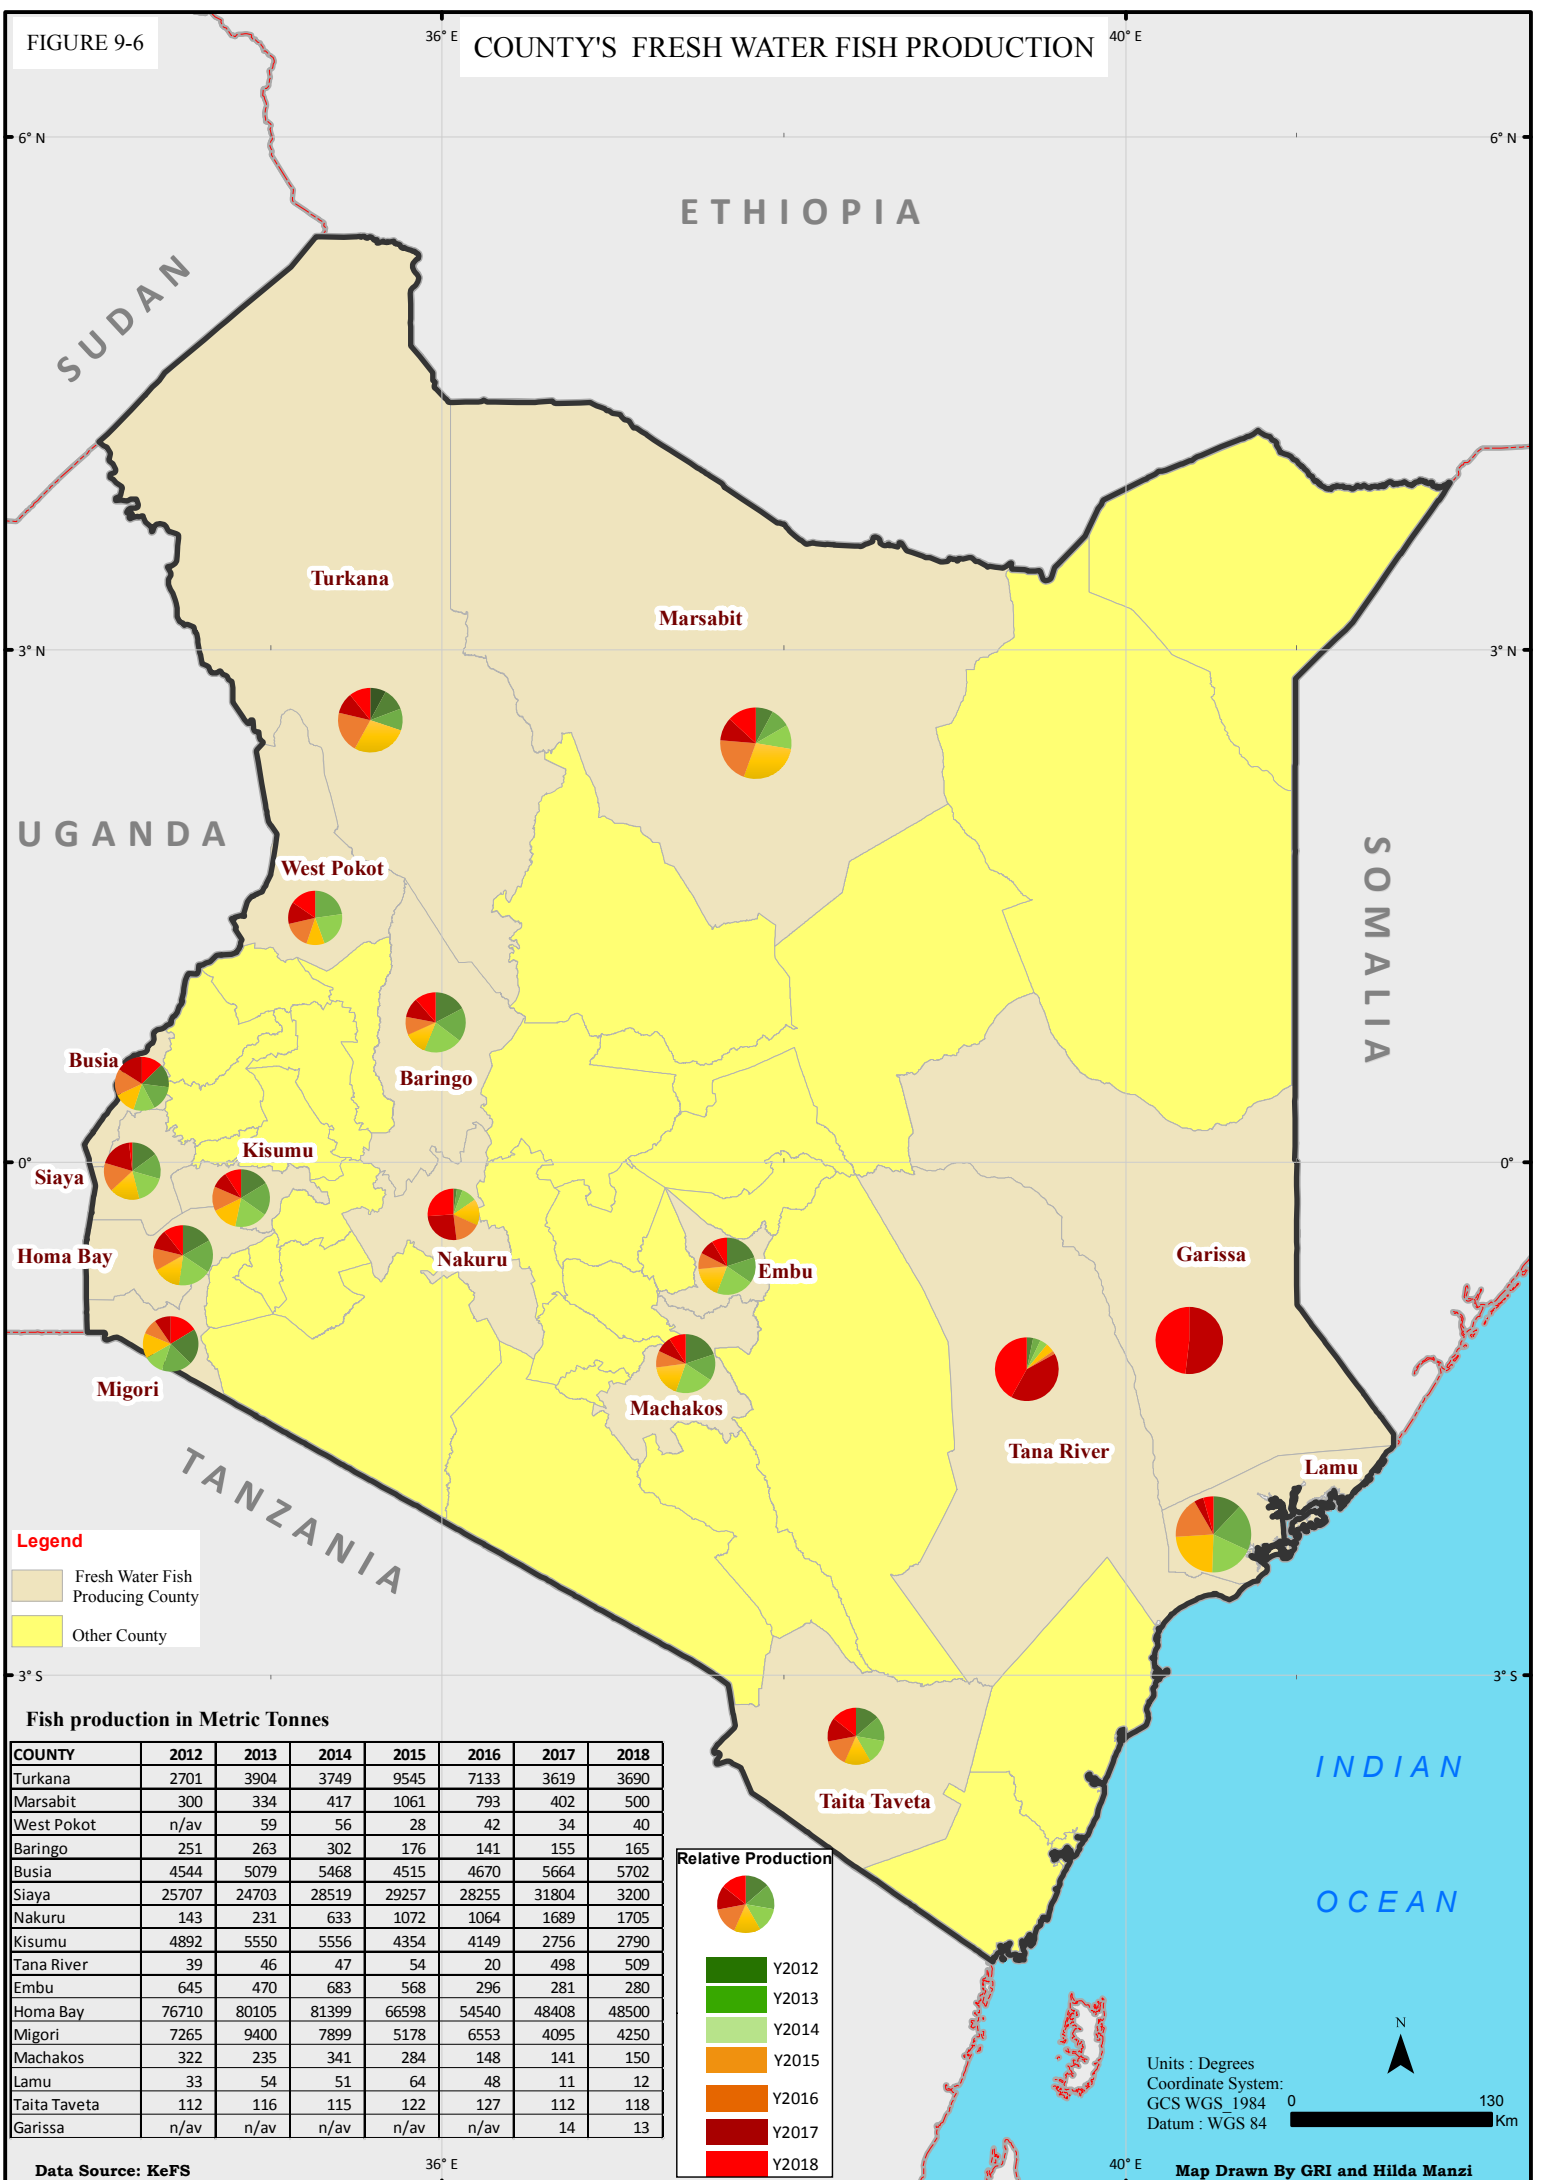 FIGURE 9-6
COUNTY'S FRESH WATER FISH PRODUCTION
36° E
40° E
6° N
6° N
ETHIOPIA
SUDAN
Turkana
Marsabit
3° N
3° N
UGANDA
SOMALIA
West Pokot
Busia
Baringo
Kisumu
0°
0°
Siaya
Homa Bay
Nakuru
Embu
Garissa
Migori
Machakos
Tana River
Lamu
TANZANIA
Legend
Fresh Water Fish
Producing County
Other County
3° S
3° S
Taita Taveta
INDIAN
OCEAN
Fish production in Metric Tonnes
COUNTY 2012 2013 2014 2015 2016 2017 2018
Turkana 2701 3904 3749 9545 7133 3619 3690
Marsabit 300 334 417 1061 793 402 500
West Pokot n/av 59 56 28 42 34 40
Baringo 251 263 302 176 141 155 165
Busia 4544 5079 5468 4515 4670 5664 5702
Siaya 25707 24703 28519 29257 28255 31804 3200
Nakuru 143 231 633 1072 1064 1689 1705
Kisumu 4892 5550 5556 4354 4149 2756 2790
Tana River 39 46 47 54 20 498 509
Embu 645 470 683 568 296 281 280
Homa Bay 76710 80105 81399 66598 54540 48408 48500
Migori 7265 9400 7899 5178 6553 4095 4250
Machakos 322 235 341 284 148 141 150
Lamu 33 54 51 64 48 11 12
Taita Taveta 112 116 115 122 127 112 118
Garissa n/av n/av n/av n/av n/av 14 13
Data Source: KeFS
Relative Production
Y2012
Y2013
Y2014
Y2015
Y2016
Y2017
Y2018
N
Units : Degrees
Coordinate System:
GCS WGS_1984
Datum : WGS 84
0 130
Km
36° E
40° E
Map Drawn By GRI and Hilda Manzi